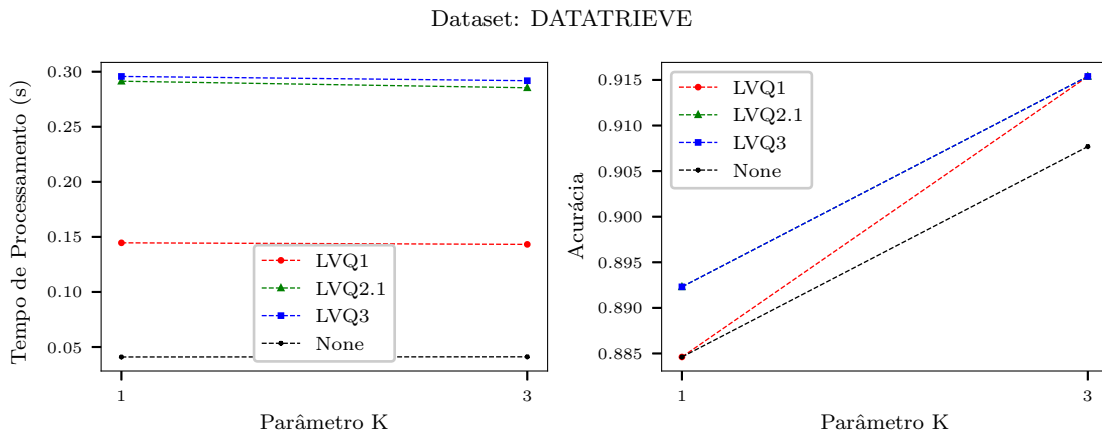 Dataset: DATATRIEVE
Tempo de Processamento (s)
0.30
0.25
0.20
0.15
0.10
0.05
LVQ1
LVQ2.1
LVQ3
None
1
3
Parâmetro K
Acurácia
0.915
0.910
0.905
0.900
0.895
0.890
0.885
LVQ1
LVQ2.1
LVQ3
None
1
3
Parâmetro K